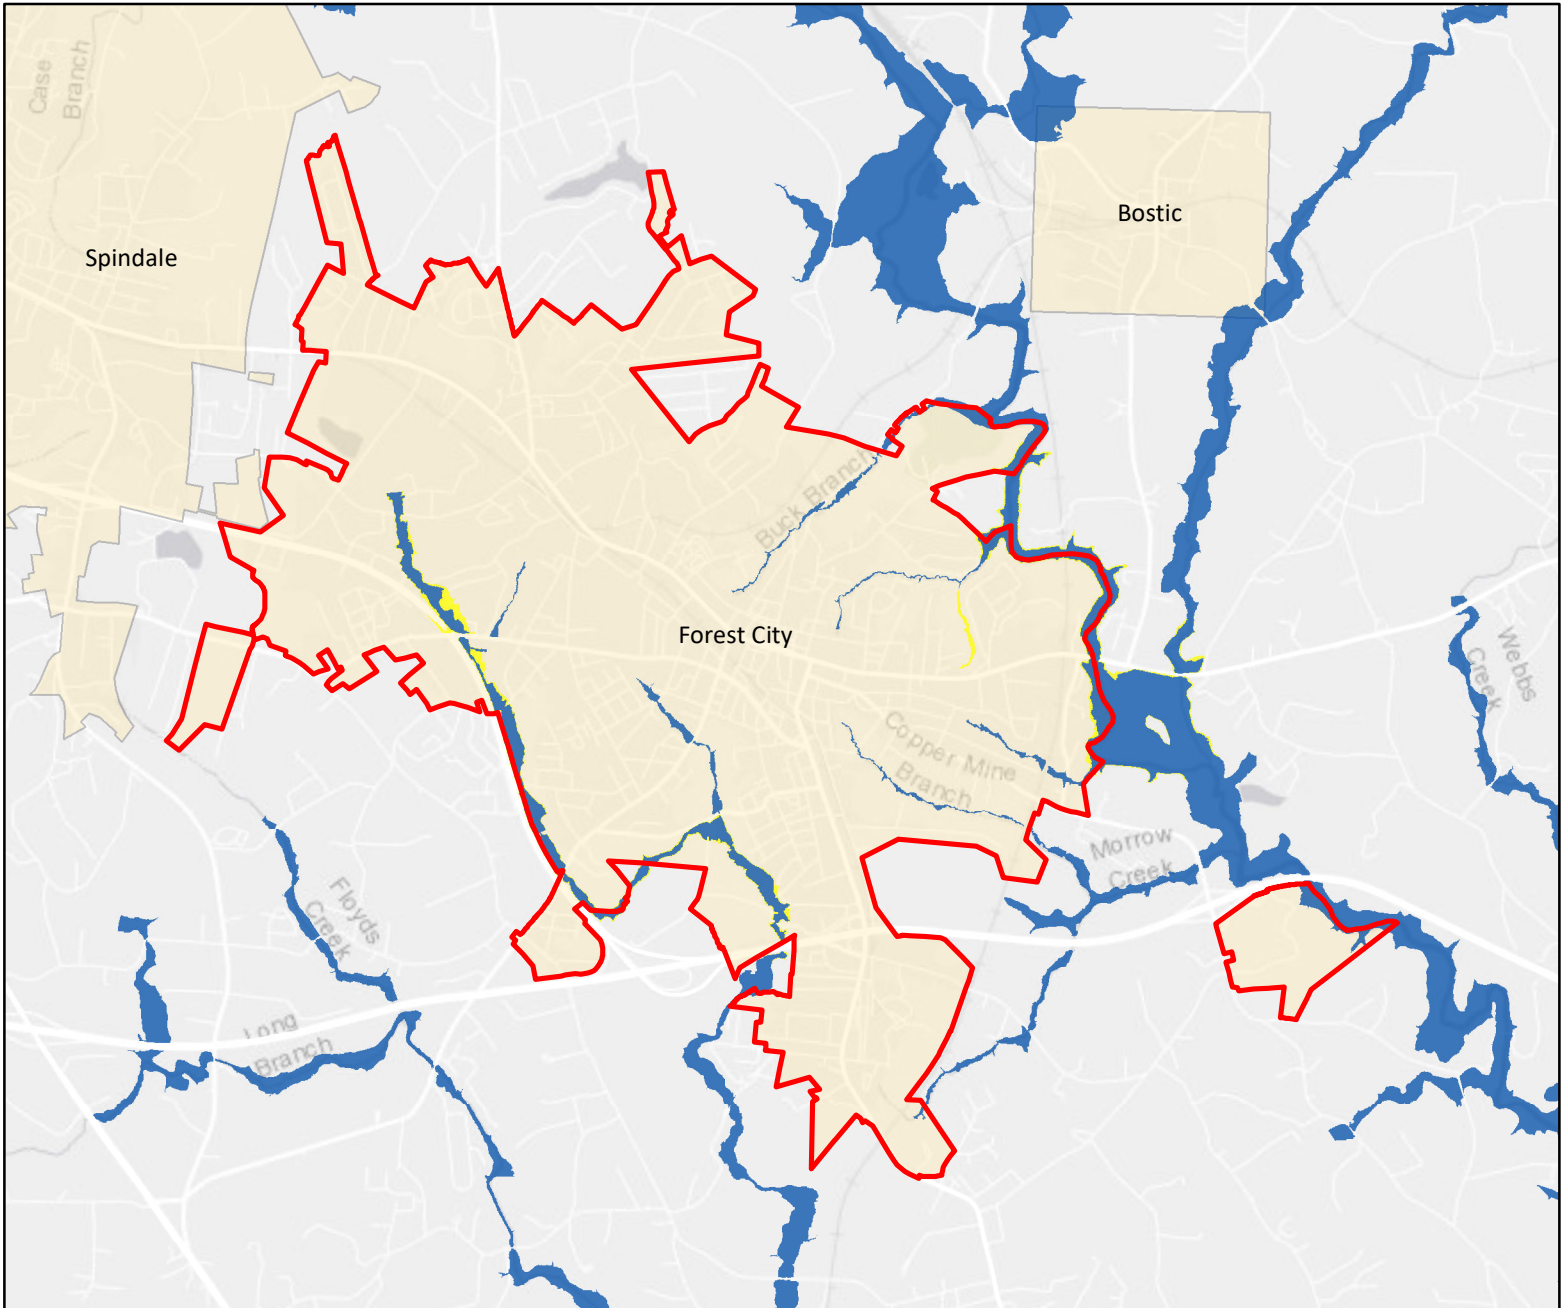 Case
Branch
Bostic
Spindale
Buck Branch
Forest City
Webbs
Creek
Copper Mine
Branch
Morrow
Creek
Floyds
Creek
Long
Branch